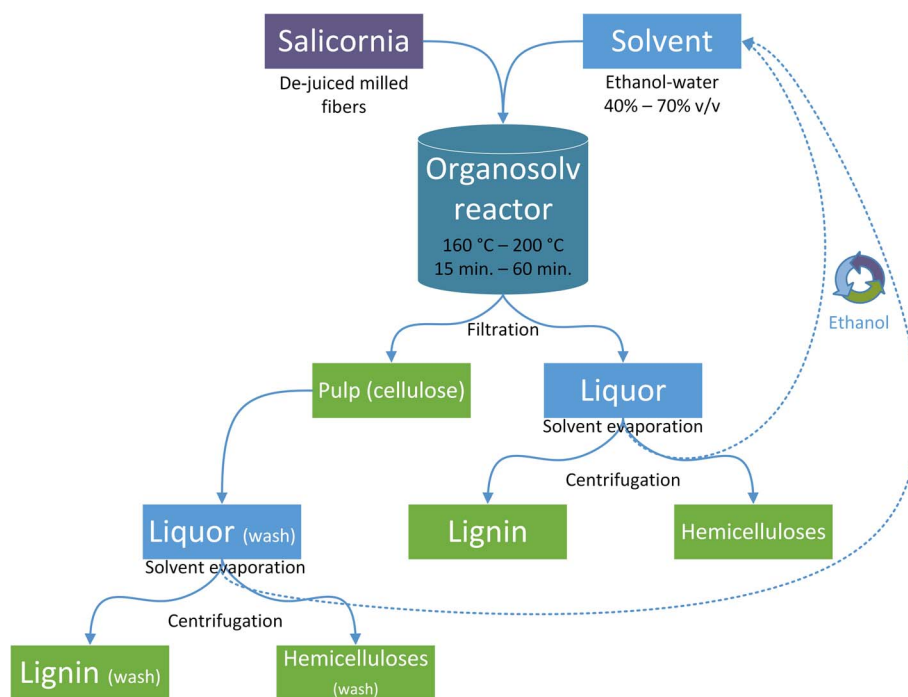 Salicornia
Solvent
De-juiced milled
fibers
Ethanol-water
40% – 70% v/v
Organosolv
reactor
160 °C – 200 °C
15 min. – 60 min.
Ethanol
Filtration
Pulp (cellulose)
Liquor
Solvent evaporation
Centrifugation
Lignin
Hemicelluloses
Liquor (wash)
Solvent evaporation
Centrifugation
Lignin (wash)
Hemicelluloses
(wash)